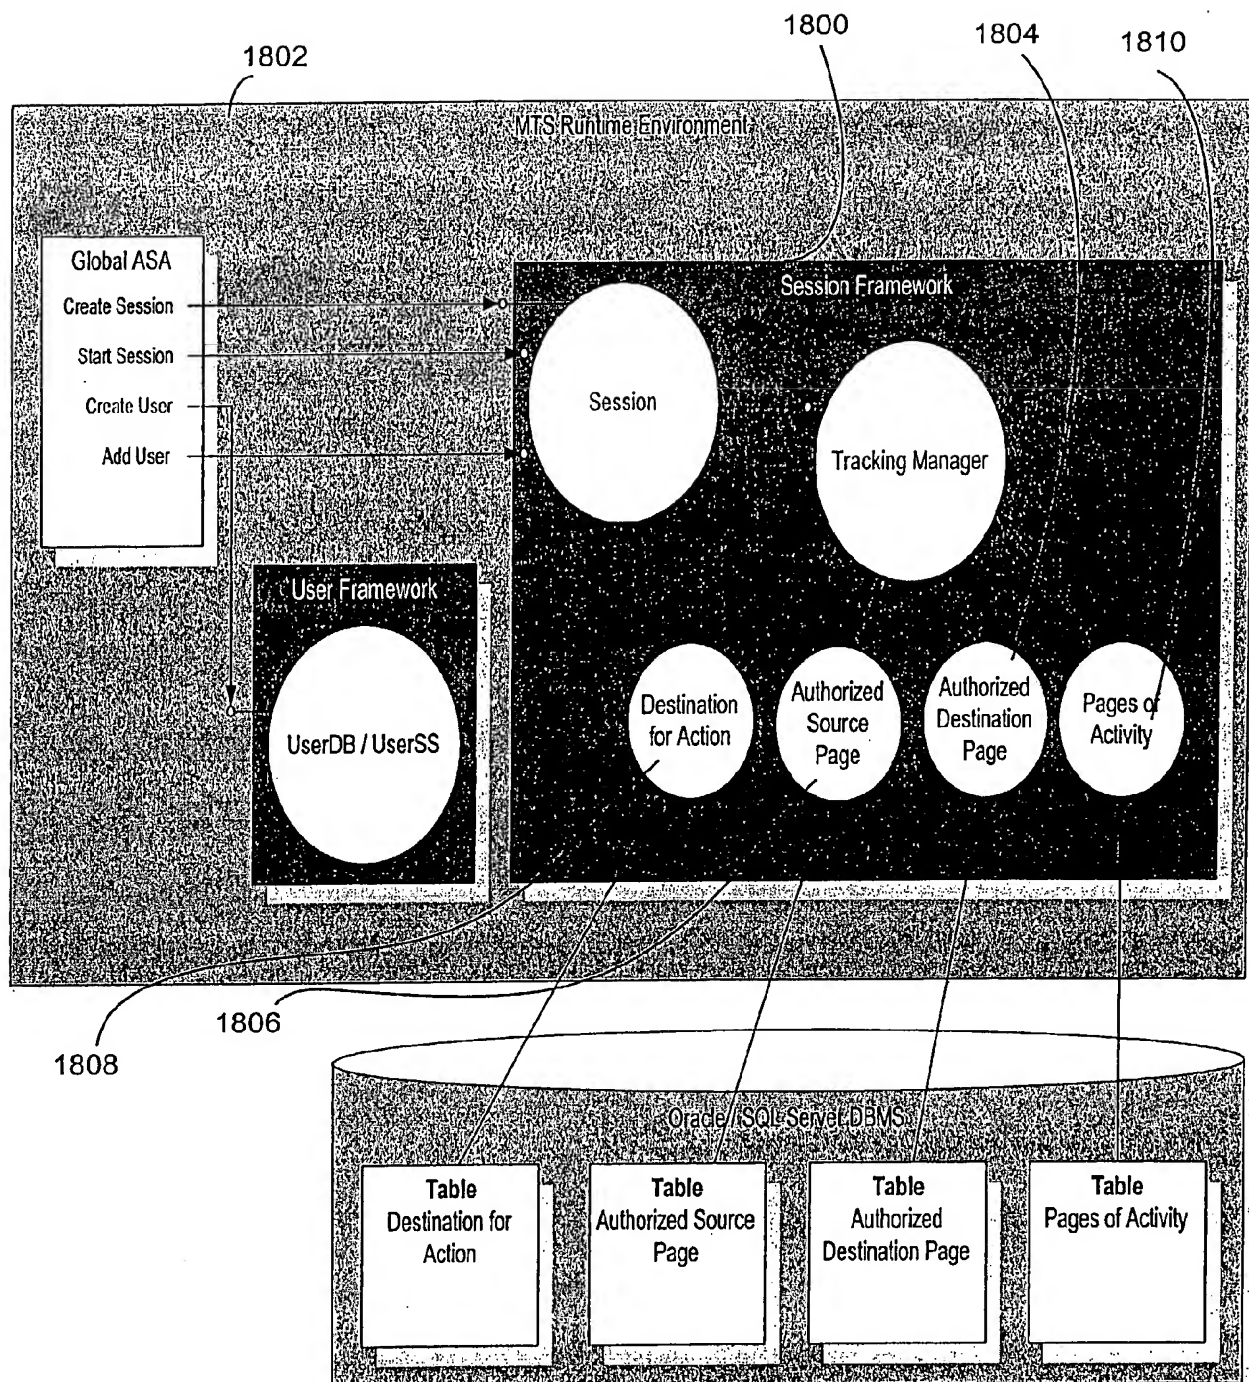 1800
1804
1810
1802
MTS Runtime Environment
Global ASA
Create Session
Start Session
Create User
Add User
Session Framework
Session
Tracking Manager
User Framework
UserDB / UserSS
Destination
for Action
Authorized
Source
Page
Authorized
Destination
Page
Pages of
Activity
1806
1808
Oracle / SQL Server DBMS
Table
Destination for
Action
Table
Authorized Source
Page
Table
Authorized
Destination Page
Table
Pages of Activity